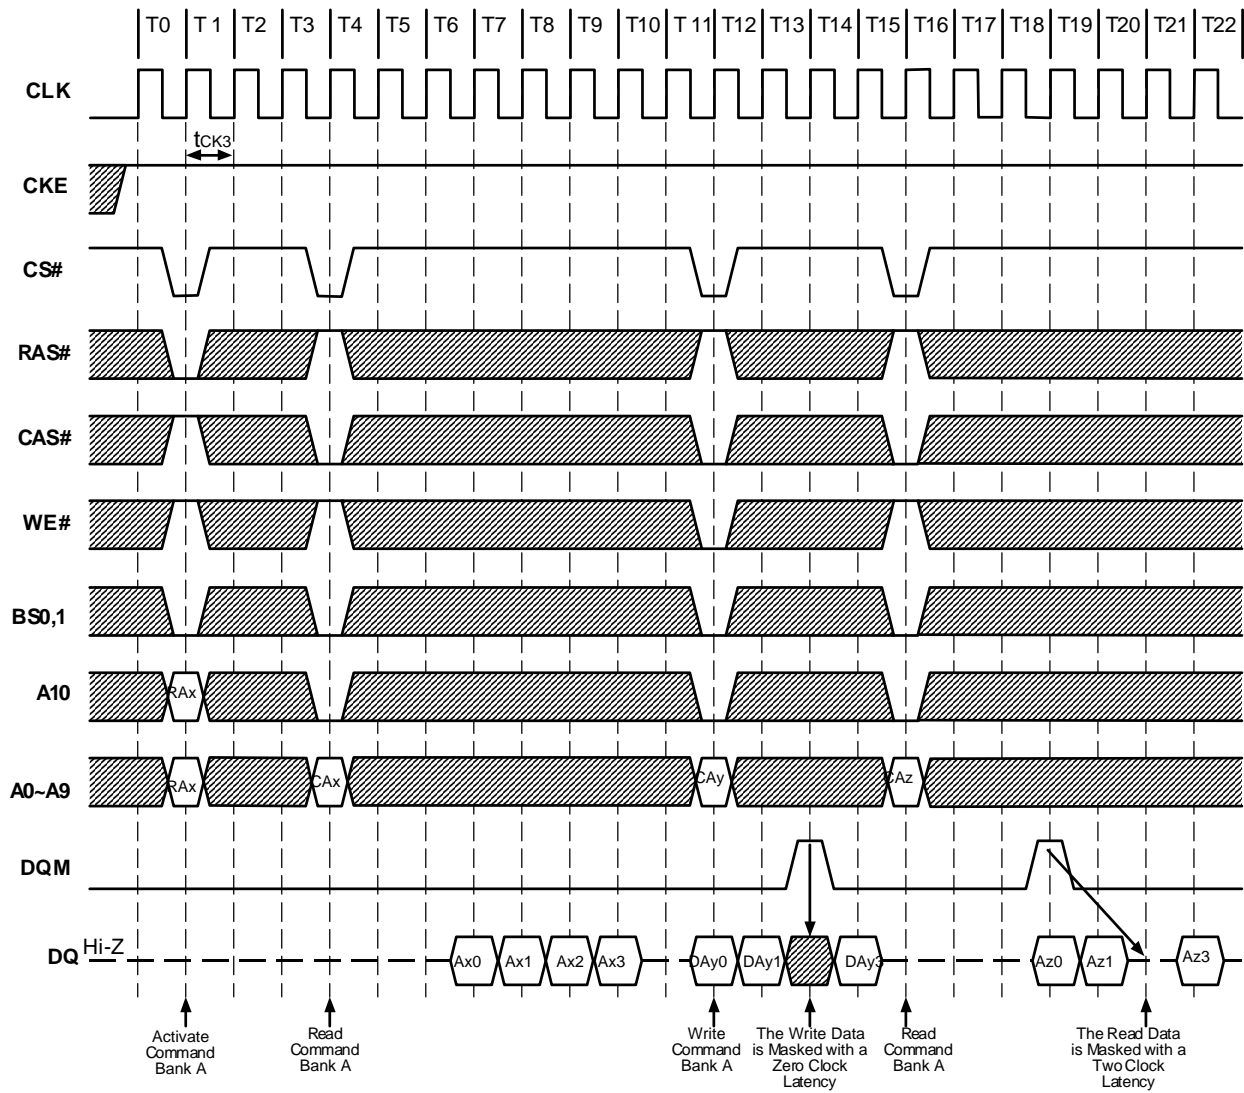 T0 T 1 T2 T3 T4 T5 T6 T7 T8 T9 T10 T 11 T12 T13 T14 T15 T16 T17 T18 T19 T20 T21 T22
CLK
tCK3
CKE
CS#
RAS#
CAS#
WE#
BS0,1
A10
RAx
A0~A9
RAx CAx CAy CAz
DQM
DQ Hi-Z
Ax0 Ax1 Ax2 Ax3 DAy0 DAy1 DAy3 Az0 Az1 Az3
Activate
Command
Bank A
Read
Command
Bank A
Write
Command
Bank A
The Write Data
is Masked with a
Zero Clock
Latency
Read
Command
Bank A
The Read Data
is Masked with a
Two Clock
Latency